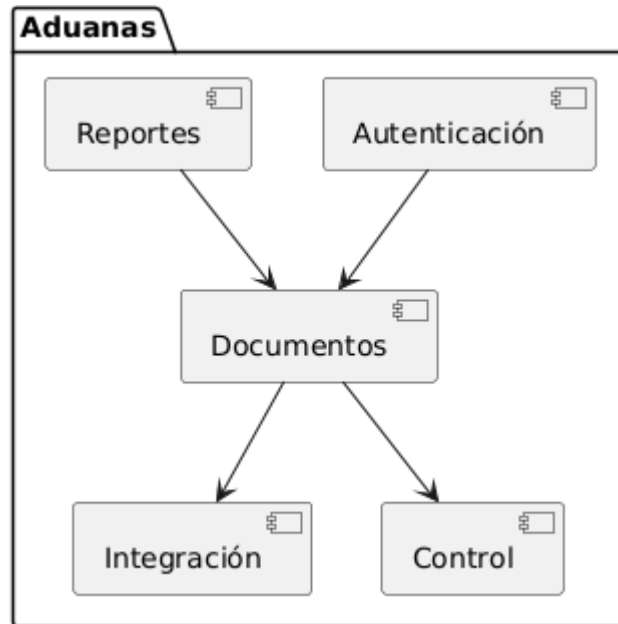 Aduanas
Reportes
Autenticación
Documentos
Integración
Control